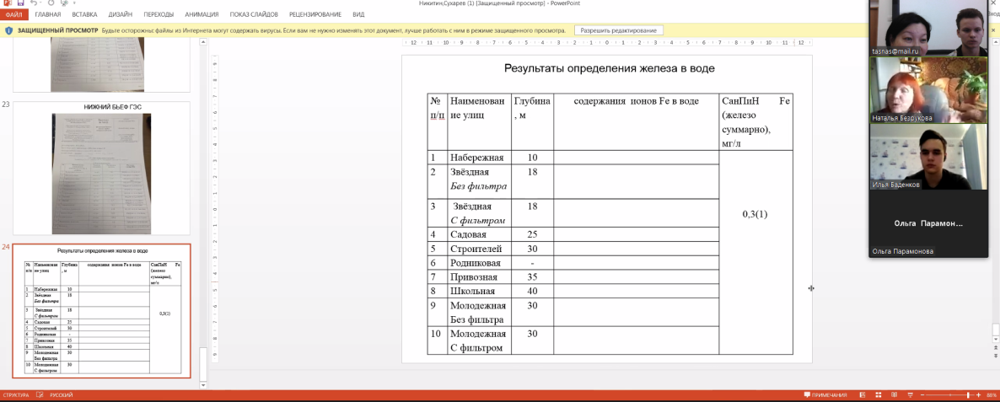 Никитин,Сухарев (1) [Защищенный просмотр] - PowerPoint
ФАЙЛ ГЛАВНАЯ ВСТАВКА ДИЗАЙН ПЕРЕХОДЫ АНИМАЦИЯ ПОКАЗ СЛАЙДОВ РЕЦЕНЗИРОВАНИЕ ВИД
ЗАЩИЩЕННЫЙ ПРОСМОТР Будьте осторожны: файлы из Интернета могут содержать вирусы. Если вам не нужно изменять этот документ, лучше работать с ним в режиме защищенного просмотра. Разрешить редактирование
23
НИЖНИЙ БЬЕФ ГЭС
24
Результаты определения железа в воде
№ п/п Наименован ие улиц Глубина , м содержания ионов Fe в воде СанПиН Fe (железо суммарно), мг/л
1 Набережная 10
2 Звёздная 18
Без фильтра
3 Звёздная 18
С фильтром
0,3(1)
4 Садовая 25
5 Строителей 30
6 Родниковая -
7 Привозная 35
8 Школьная 40
9 Молодежная 30
Без фильтра
10 Молодежная 30
С фильтром
Результаты определения железа в воде
№ Наименован Глубина содержания ионов Fe в воде СанПиН Fe
п/п ие улиц , м (железо
суммарно),
мг/л
1 Набережная 10
2 Звёздная 18
Без фильтра
3 Звёздная 18
С фильтром
0,3(1)
4 Садовая 25
5 Строителей 30
6 Родниковая -
7 Привозная 35
8 Школьная 40
9 Молодежная 30
Без фильтра
10 Молодежная 30
С фильтром
tasnas@mail.ru
Наталья Безрукова
Илья Баденков
Ольга Парамон...
Ольга Парамонова
СТРУКТУРА РУССКИЙ
ПРИМЕЧАНИЯ
88%